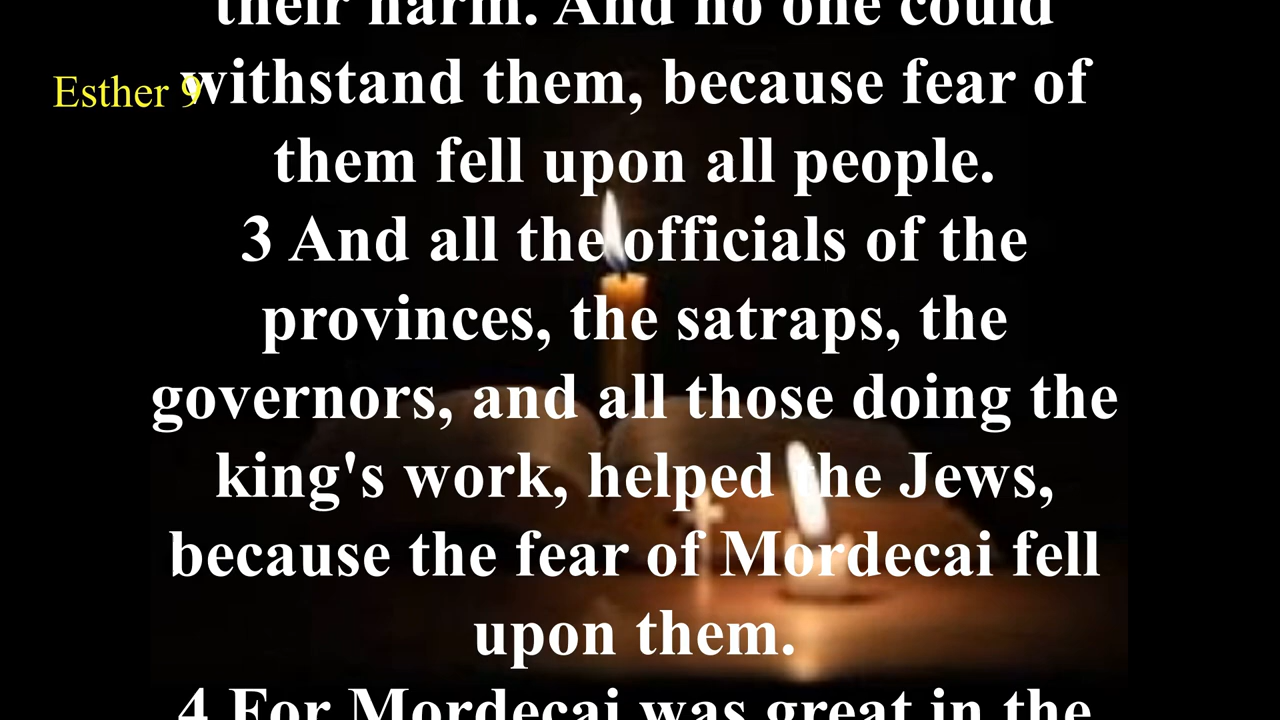 their harm. And no one could
Esther 9
withstand them, because fear of
them fell upon all people.
3 And all the officials of the
provinces, the satraps, the
governors, and all those doing the
king's work, helped the Jews,
because the fear of Mordecai fell
upon them.
4 For Mordecai was great in the